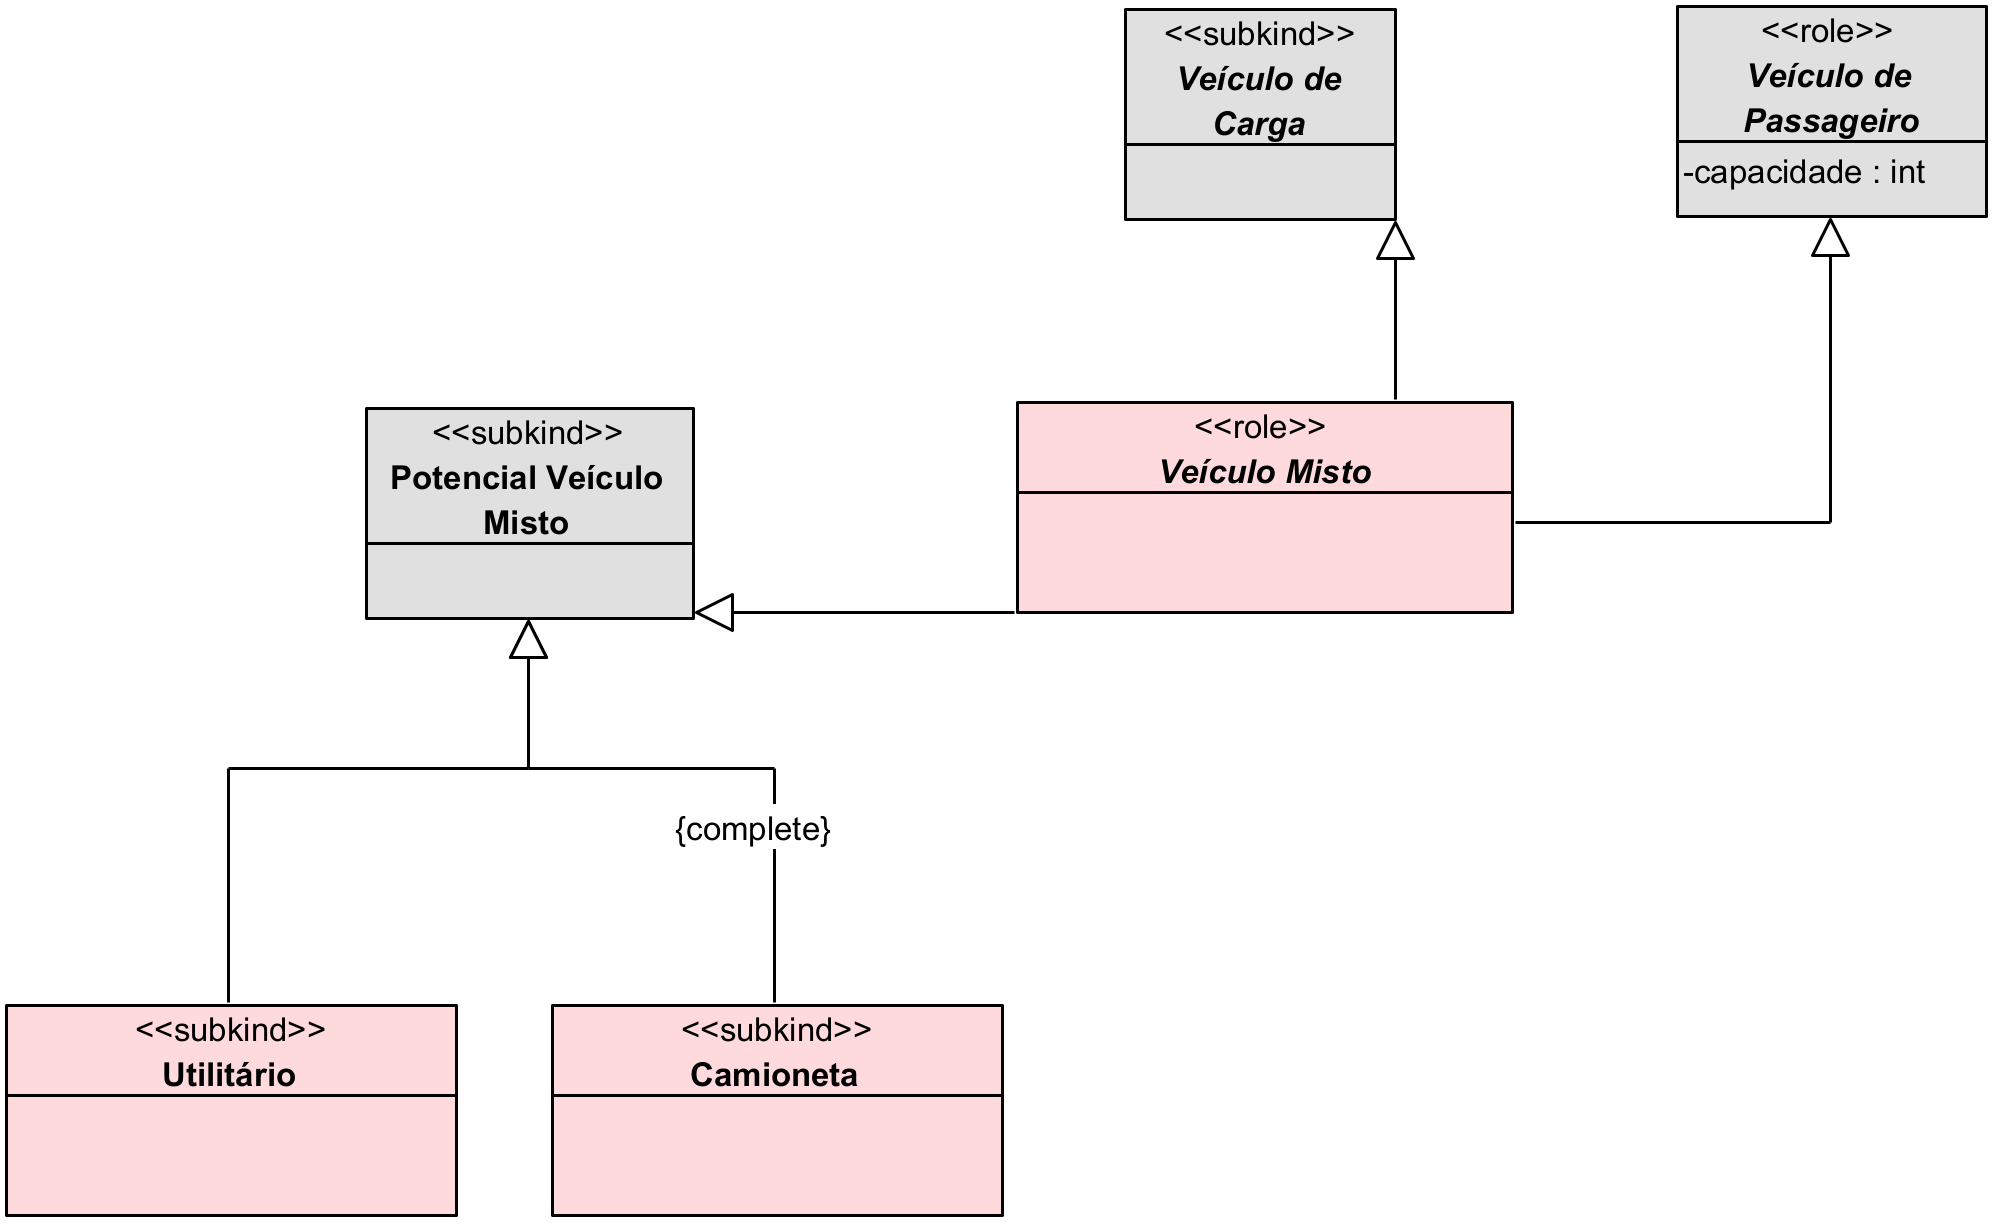 <<subkind>>
Veículo de
Carga
<<role>>
Veículo de
Passageiro
-capacidade : int
<<subkind>>
Potencial Veículo
Misto
<<role>>
Veículo Misto
{complete}
<<subkind>>
Utilitário
<<subkind>>
Camioneta